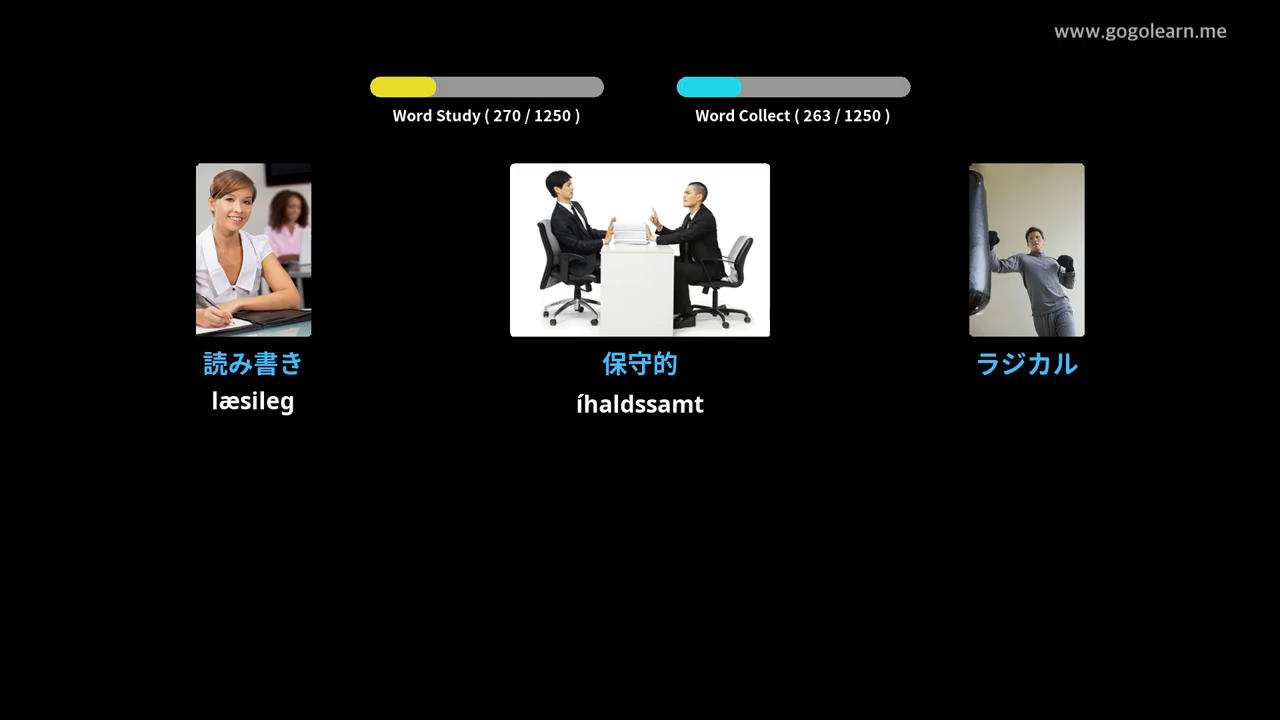 www.gogolearn.me
Word Study ( 270 / 1250 )
Word Collect ( 263 / 1250 )
読み書き
læsileg
保守的
íhaldssamt
ラジカル